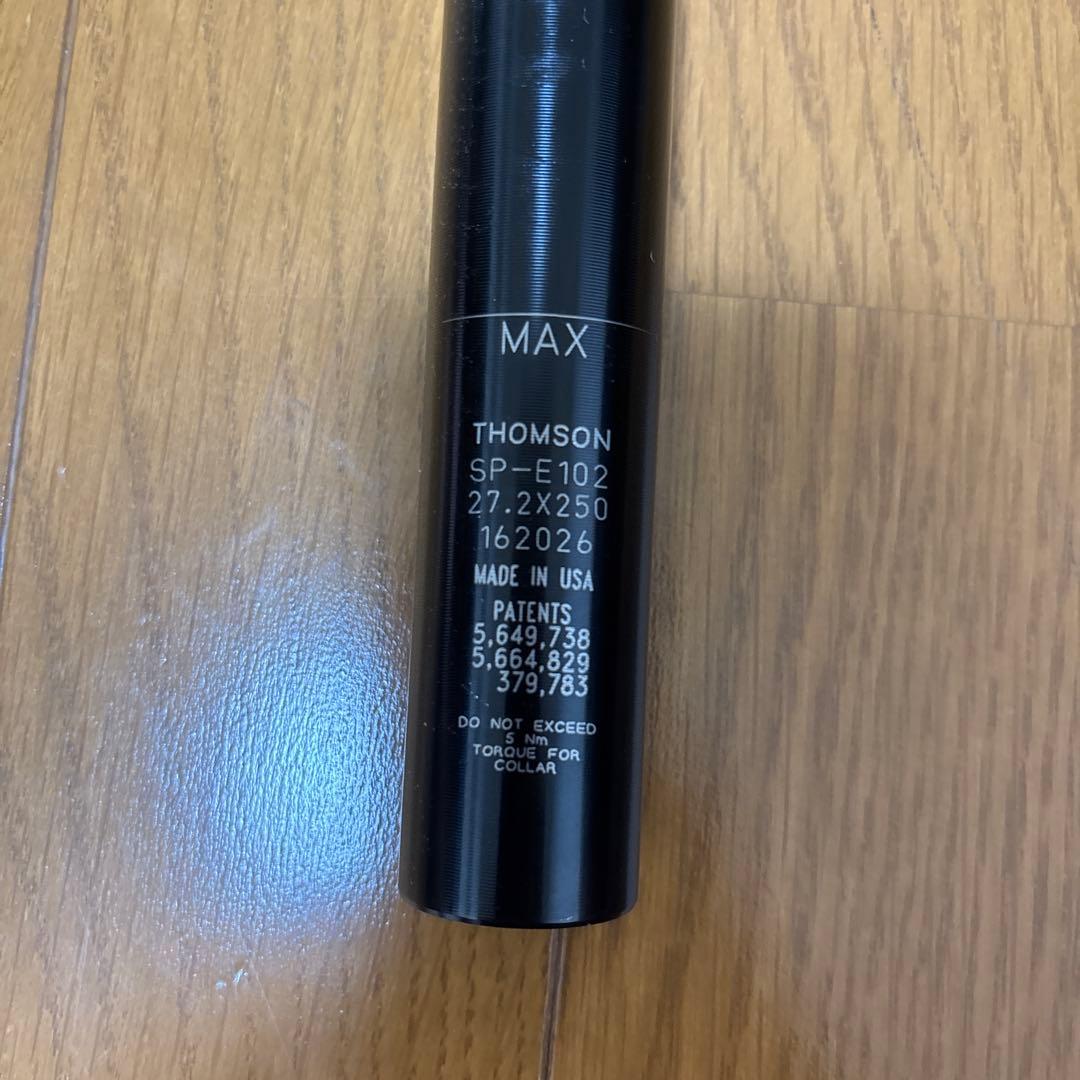 MAX
THOMSON
SP-E102
27.2X250
162026
MADE IN USA
PATENTS
5,649,738
5,664,829
379,783
DO NOT EXCEED
5 Nm
TORQUE FOR
COLLAR